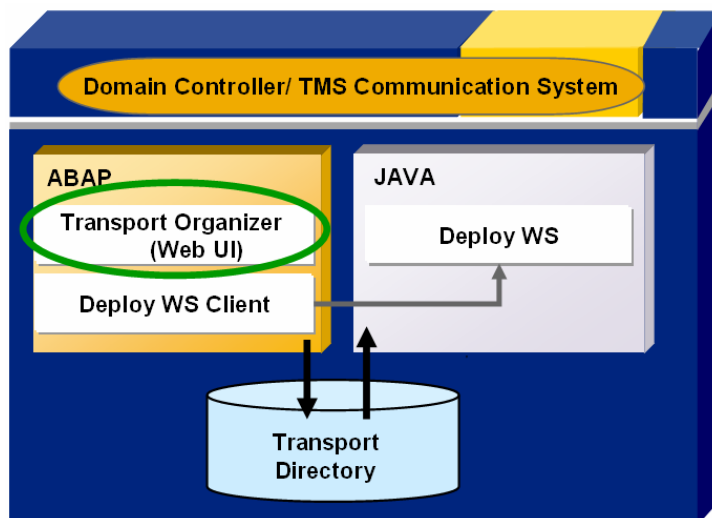 Domain Controller/ TMS Communication System
ABAP
Transport Organizer
(Web UI)
Deploy WS Client
JAVA
Deploy WS
Transport
Directory